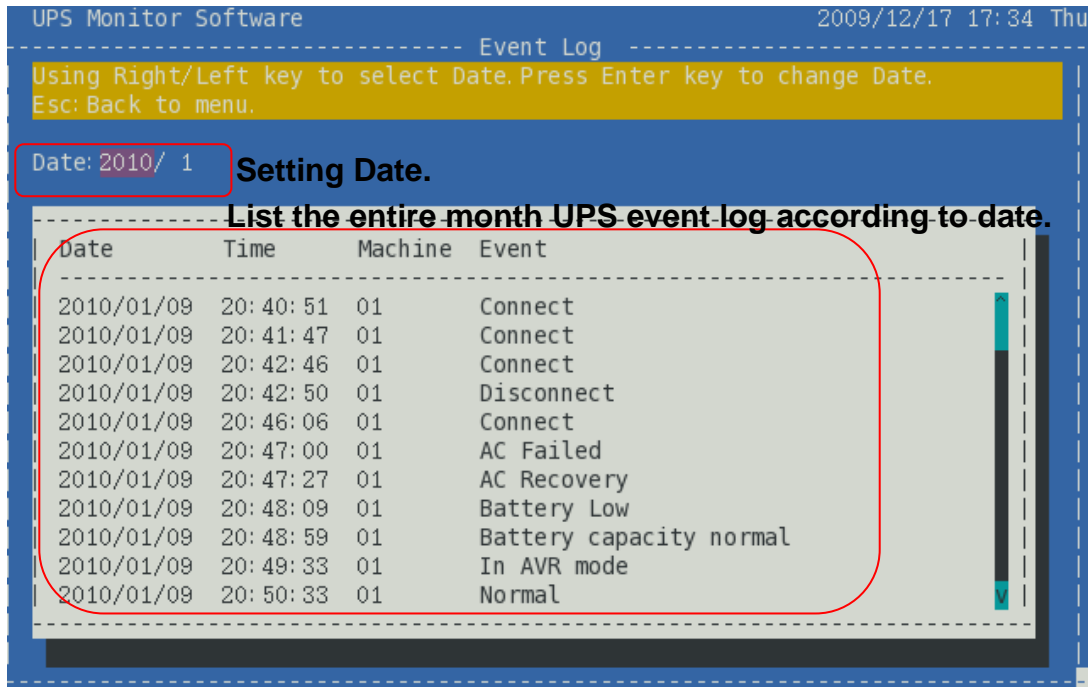 UPS Monitor Software 2009/12/17 17:34 Thu
Event Log
Using Right/Left key to select Date.Press Enter key to change Date.
Esc:Back to menu.
Date:2010/ 1
Setting Date.
List the entire month UPS event log according to date.
Date Time Machine Event
2010/01/09 20:40:51 01 Connect
2010/01/09 20:41:47 01 Connect
2010/01/09 20:42:46 01 Connect
2010/01/09 20:42:50 01 Disconnect
2010/01/09 20:46:06 01 Connect
2010/01/09 20:47:00 01 AC Failed
2010/01/09 20:47:27 01 AC Recovery
2010/01/09 20:48:09 01 Battery Low
2010/01/09 20:48:59 01 Battery capacity normal
2010/01/09 20:49:33 01 In AVR mode
2010/01/09 20:50:33 01 Normal